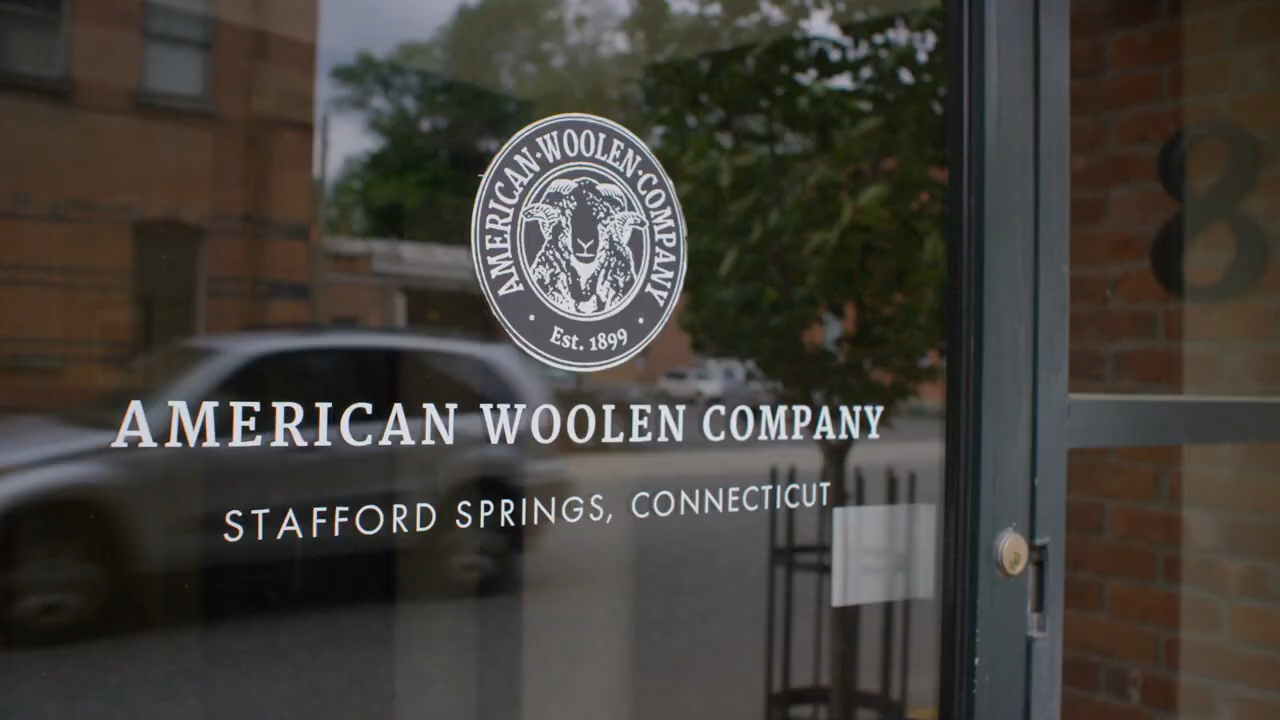 AMERICAN·WOOLEN·COMPANY
· Est. 1899 ·
AMERICAN WOOLEN COMPANY
STAFFORD SPRINGS, CONNECTICUT
8